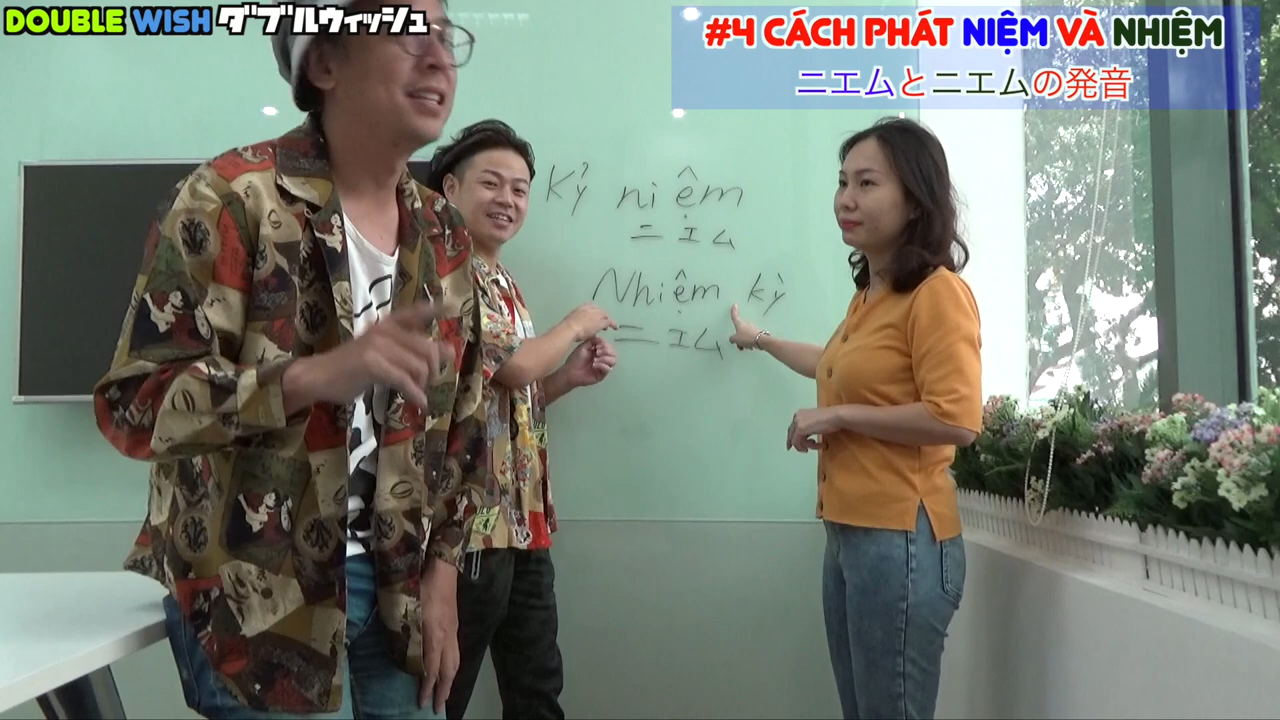 DOUBLE WISH ダブルウィッシュ
#4 CÁCH PHÁT NIỆM VÀ NHIỆM
ニエムとニエムの発音
Kỷ niệm
ニエム
Nhiệm kỳ
ニエム